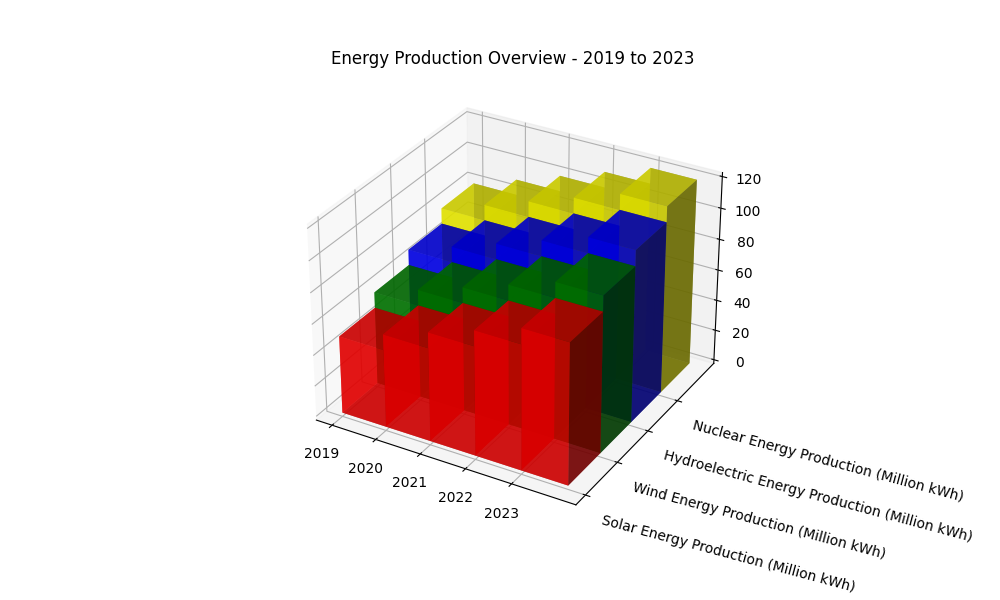 Energy Production Overview - 2019 to 2023
120
100
80
60
40
20
0
2019
2020
2021
2022
2023
Nuclear Energy Production (Million kWh)
Hydroelectric Energy Production (Million kWh)
Wind Energy Production (Million kWh)
Solar Energy Production (Million kWh)